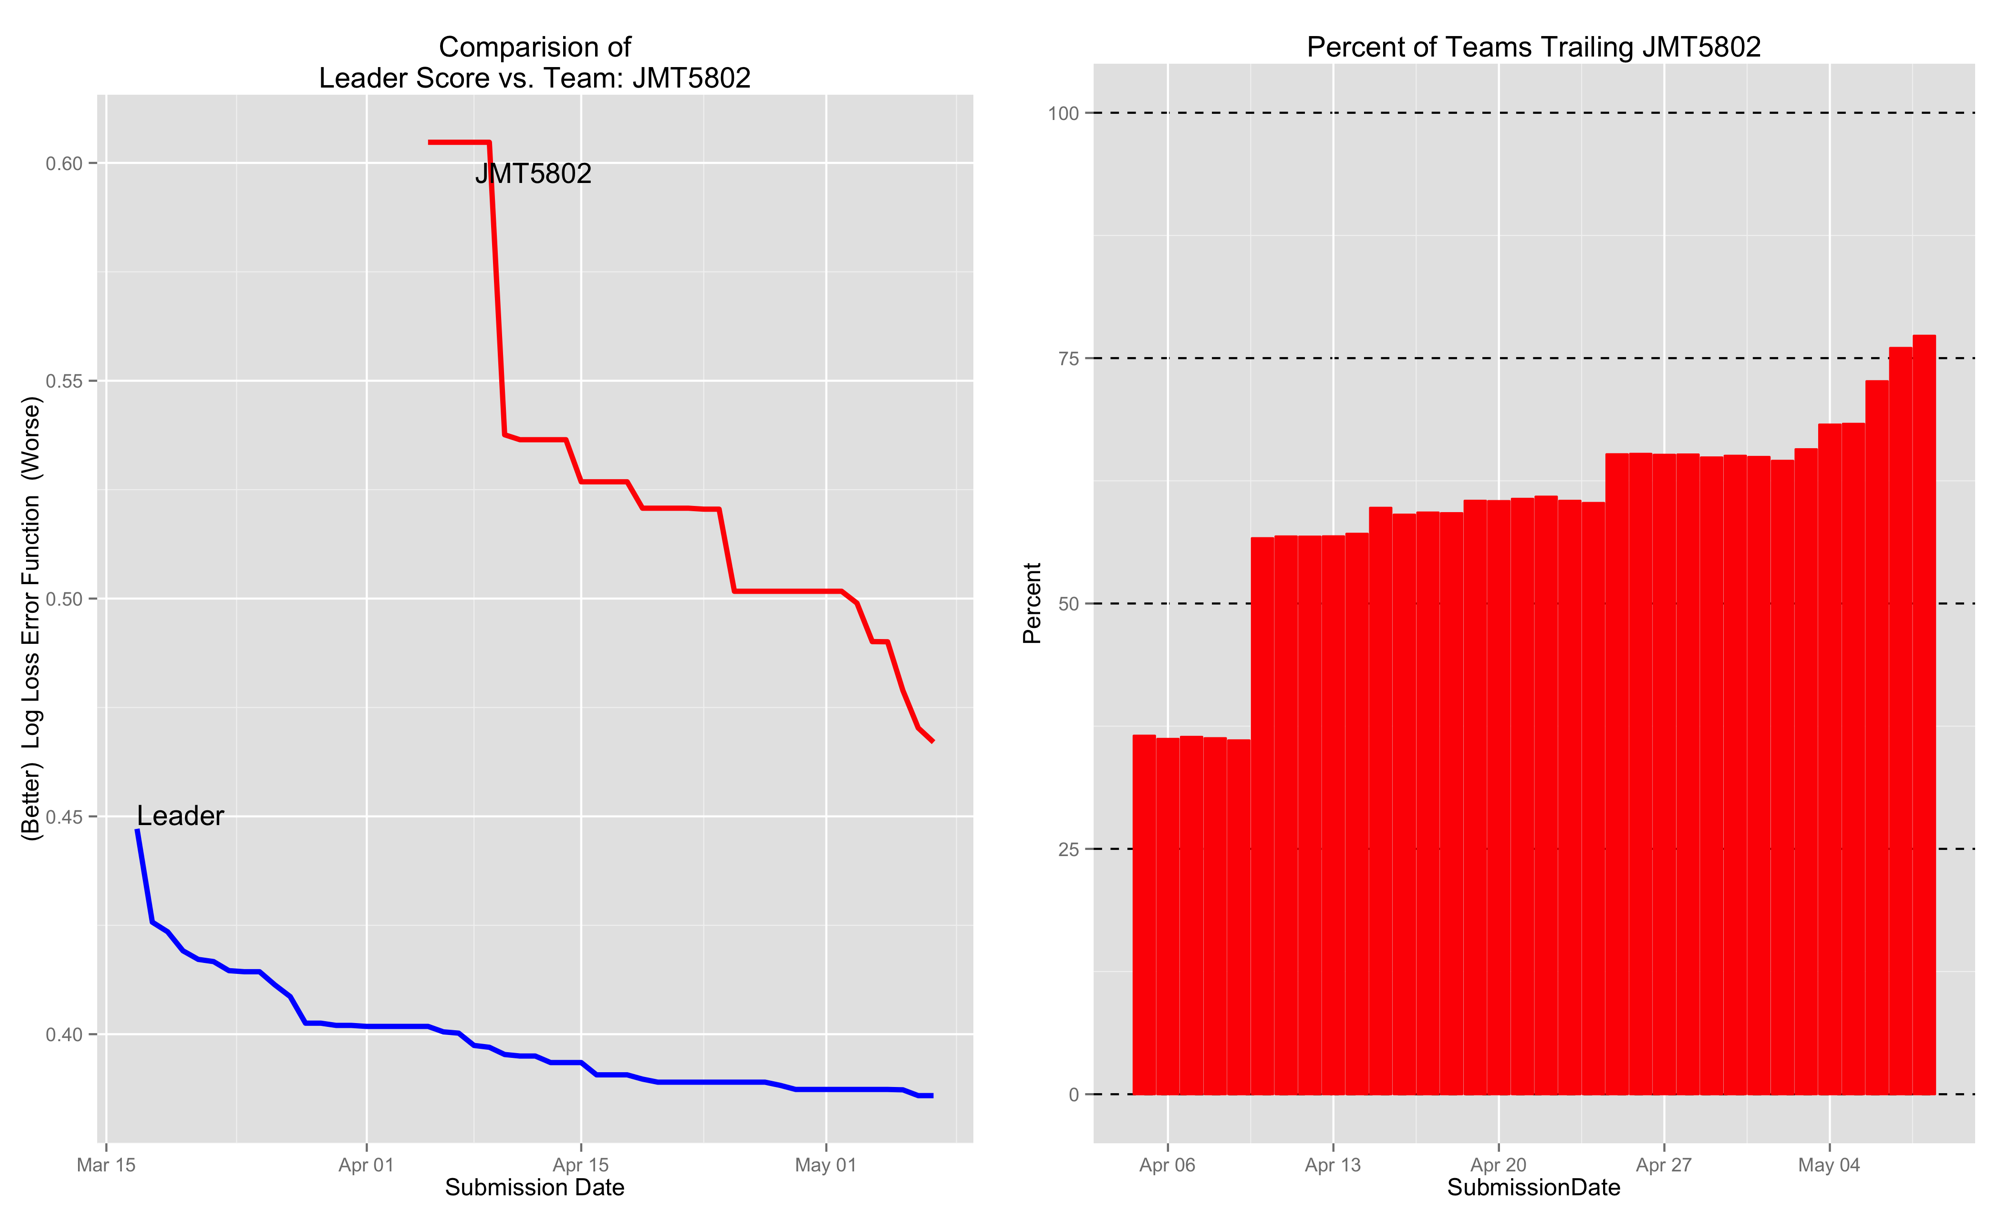 Comparision of
Leader Score vs. Team: JMT5802
(Better)  Log Loss Error Function  (Worse)
0.60
0.55
0.50
0.45
0.40
JMT5802
Leader
Mar 15
Apr 01
Apr 15
May 01
Submission Date
Percent of Teams Trailing JMT5802
Percent
100
75
50
25
0
Apr 06
Apr 13
Apr 20
Apr 27
May 04
SubmissionDate